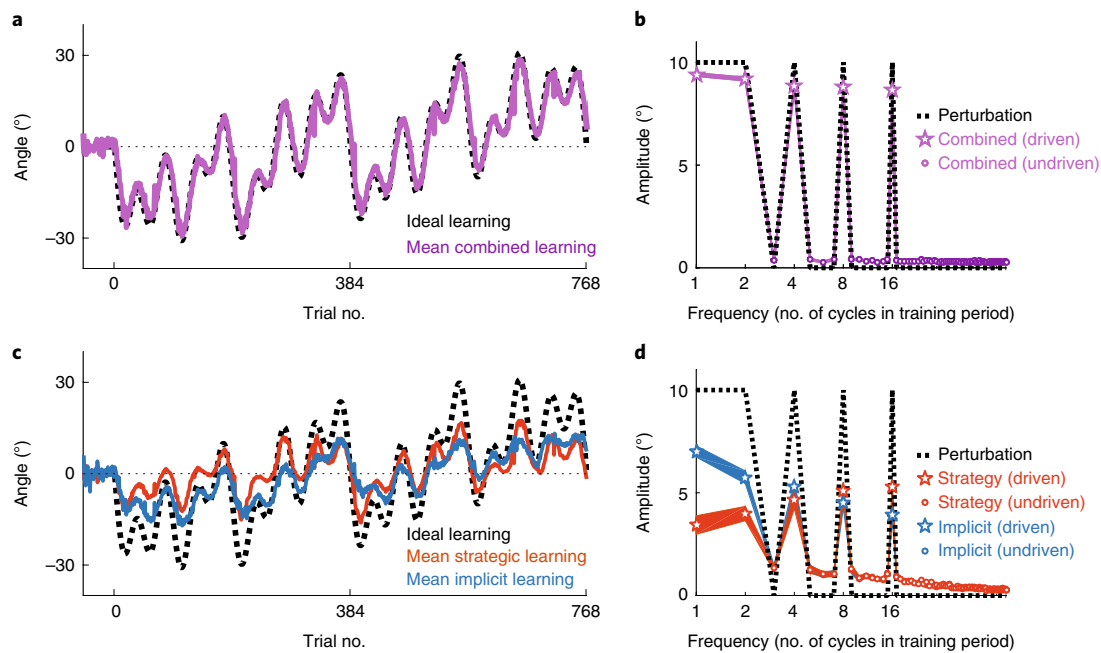 a
Angle (°)
30
0
–30
0
384
768
Trial no.
Ideal learning
Mean combined learning
b
Amplitude (°)
10
5
0
1
2
4
8
16
Frequency (no. of cycles in training period)
Perturbation
Combined (driven)
Combined (undriven)
c
Angle (°)
30
0
–30
0
384
768
Trial no.
Ideal learning
Mean strategic learning
Mean implicit learning
d
Amplitude (°)
10
5
0
1
2
4
8
16
Frequency (no. of cycles in training period)
Perturbation
Strategy (driven)
Strategy (undriven)
Implicit (driven)
Implicit (undriven)